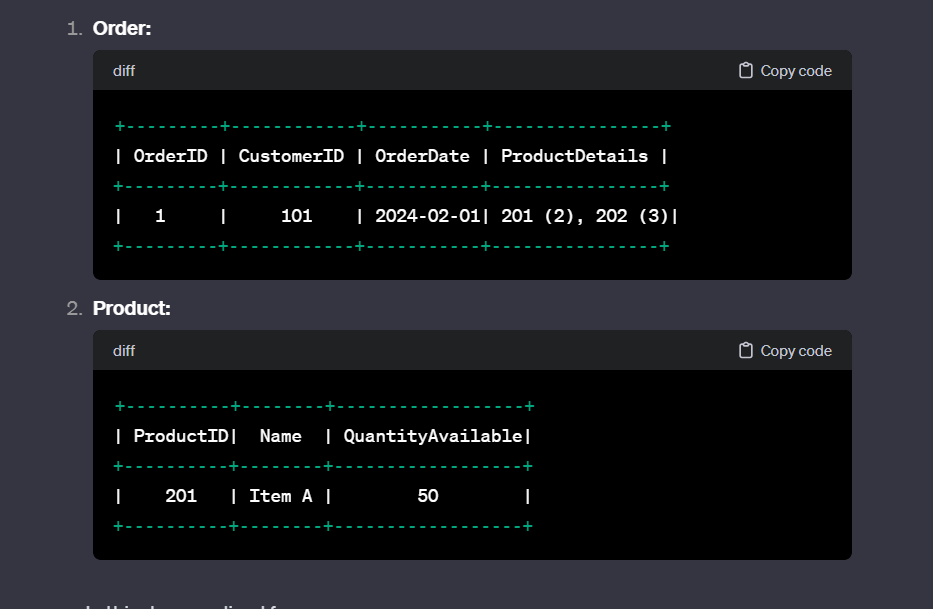 1. Order:
diff Copy code
+---------+------------+-----------+----------------+
| OrderID | CustomerID | OrderDate | ProductDetails |
+---------+------------+-----------+----------------+
| 1 | 101 | 2024-02-01| 201 (2), 202 (3)|
+---------+------------+-----------+----------------+
2. Product:
diff Copy code
+----------+--------+------------------+
| ProductID| Name | QuantityAvailable|
+----------+--------+------------------+
| 201 | Item A | 50 |
+----------+--------+------------------+